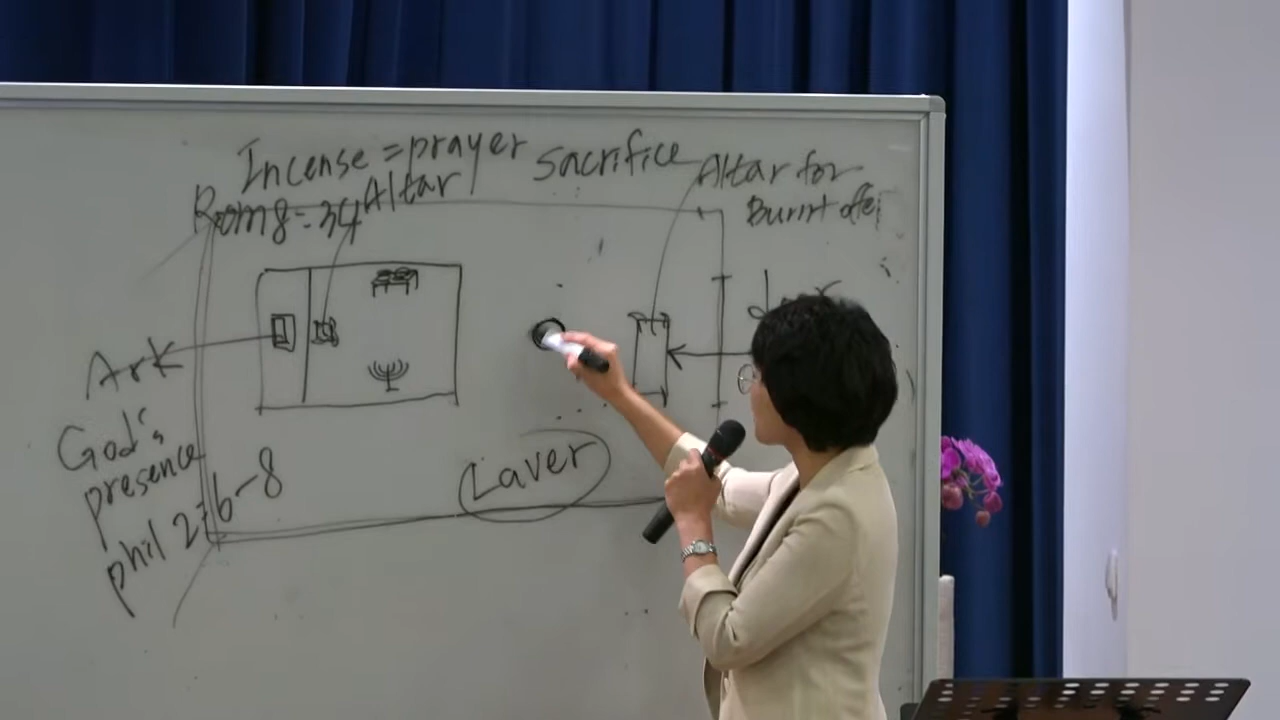 Incense = prayer
sacrifice
Altar for
Burnt offe
Rom 8:34
Altar
Ark
God's
presence
phil 2:6-8
Laver